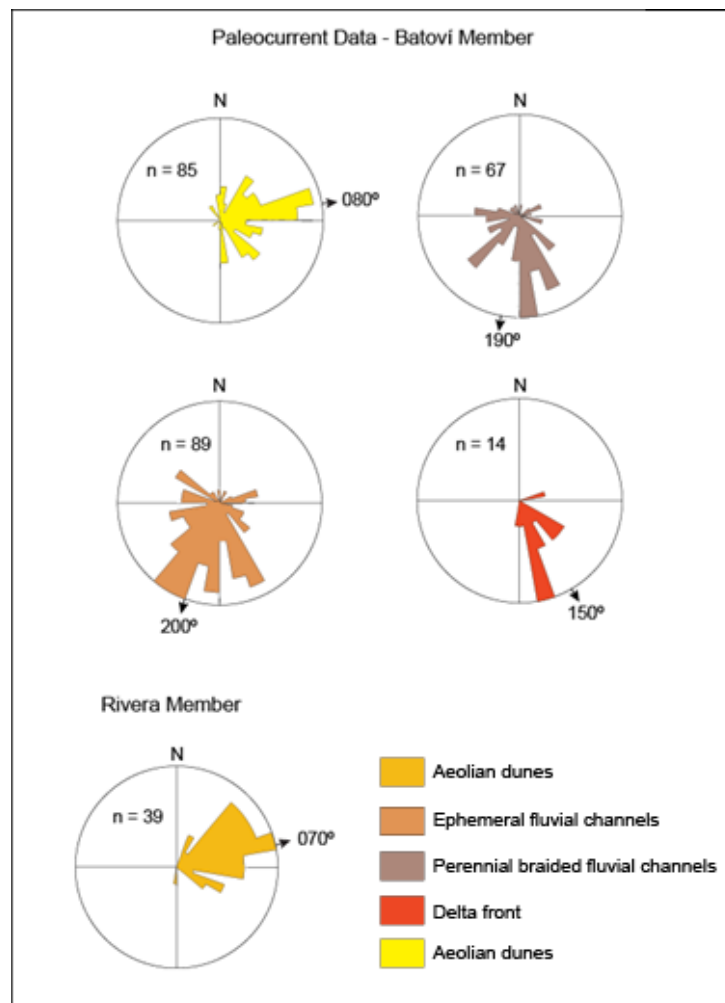 Paleocurrent Data - Batoví Member
N
n = 85
080º
N
n = 67
190º
N
n = 89
200º
N
n = 14
150º
Rivera Member
N
n = 39
070º
Aeolian dunes
Ephemeral fluvial channels
Perennial braided fluvial channels
Delta front
Aeolian dunes